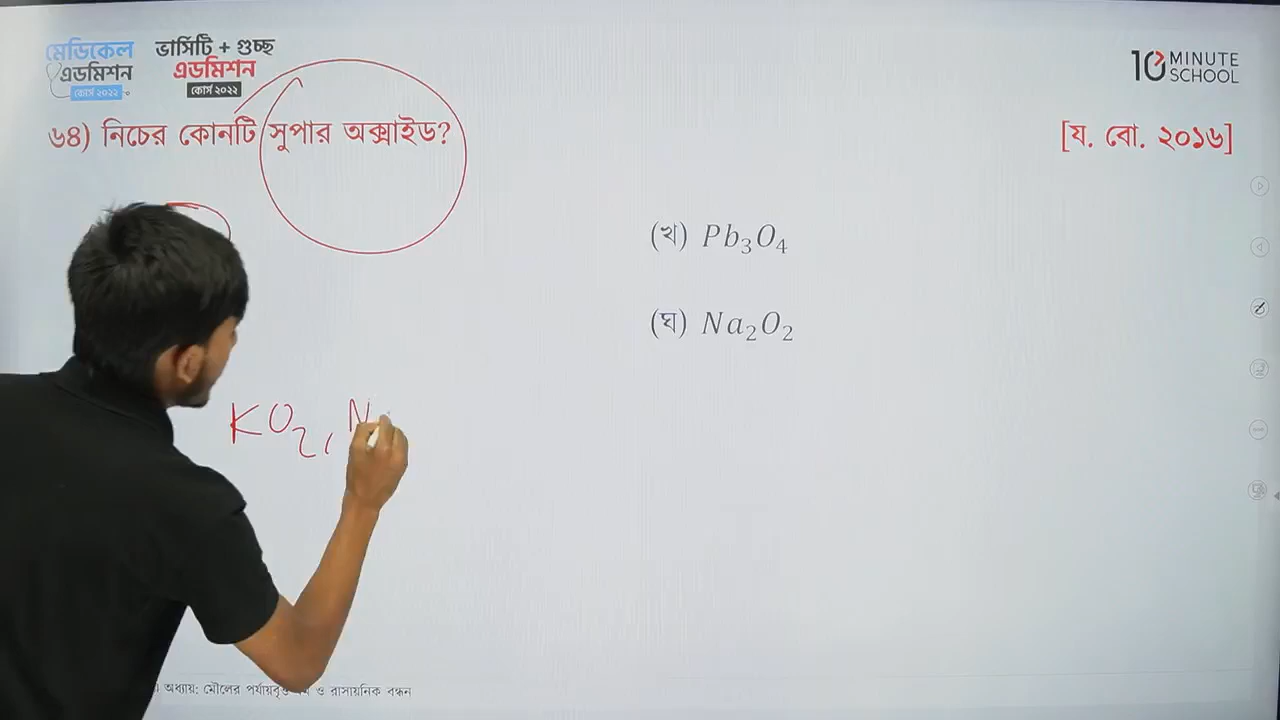 মেডিকেল
এডমিশন
কোর্স ২০২২
ভার্সিটি + গুচ্ছ
এডমিশন
কোর্স ২০২২
10 MINUTE
SCHOOL
৬৪) নিচের কোনটি সুপার অক্সাইড? [য. বো. ২০১৬]
(খ) Pb₃O₄
(ঘ) Na₂O₂
KO₂, N
অধ্যায়: মৌলের পর্যায়বৃত্ত ও রাসায়নিক বন্ধন